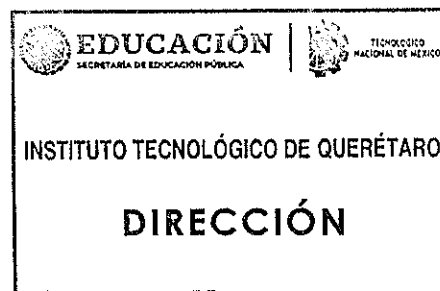 EDUCACIÓN
SECRETARÍA DE EDUCACIÓN PÚBLICA
TECNOLÓGICO
NACIONAL DE MÉXICO
INSTITUTO TECNOLÓGICO DE QUERÉTARO
DIRECCIÓN